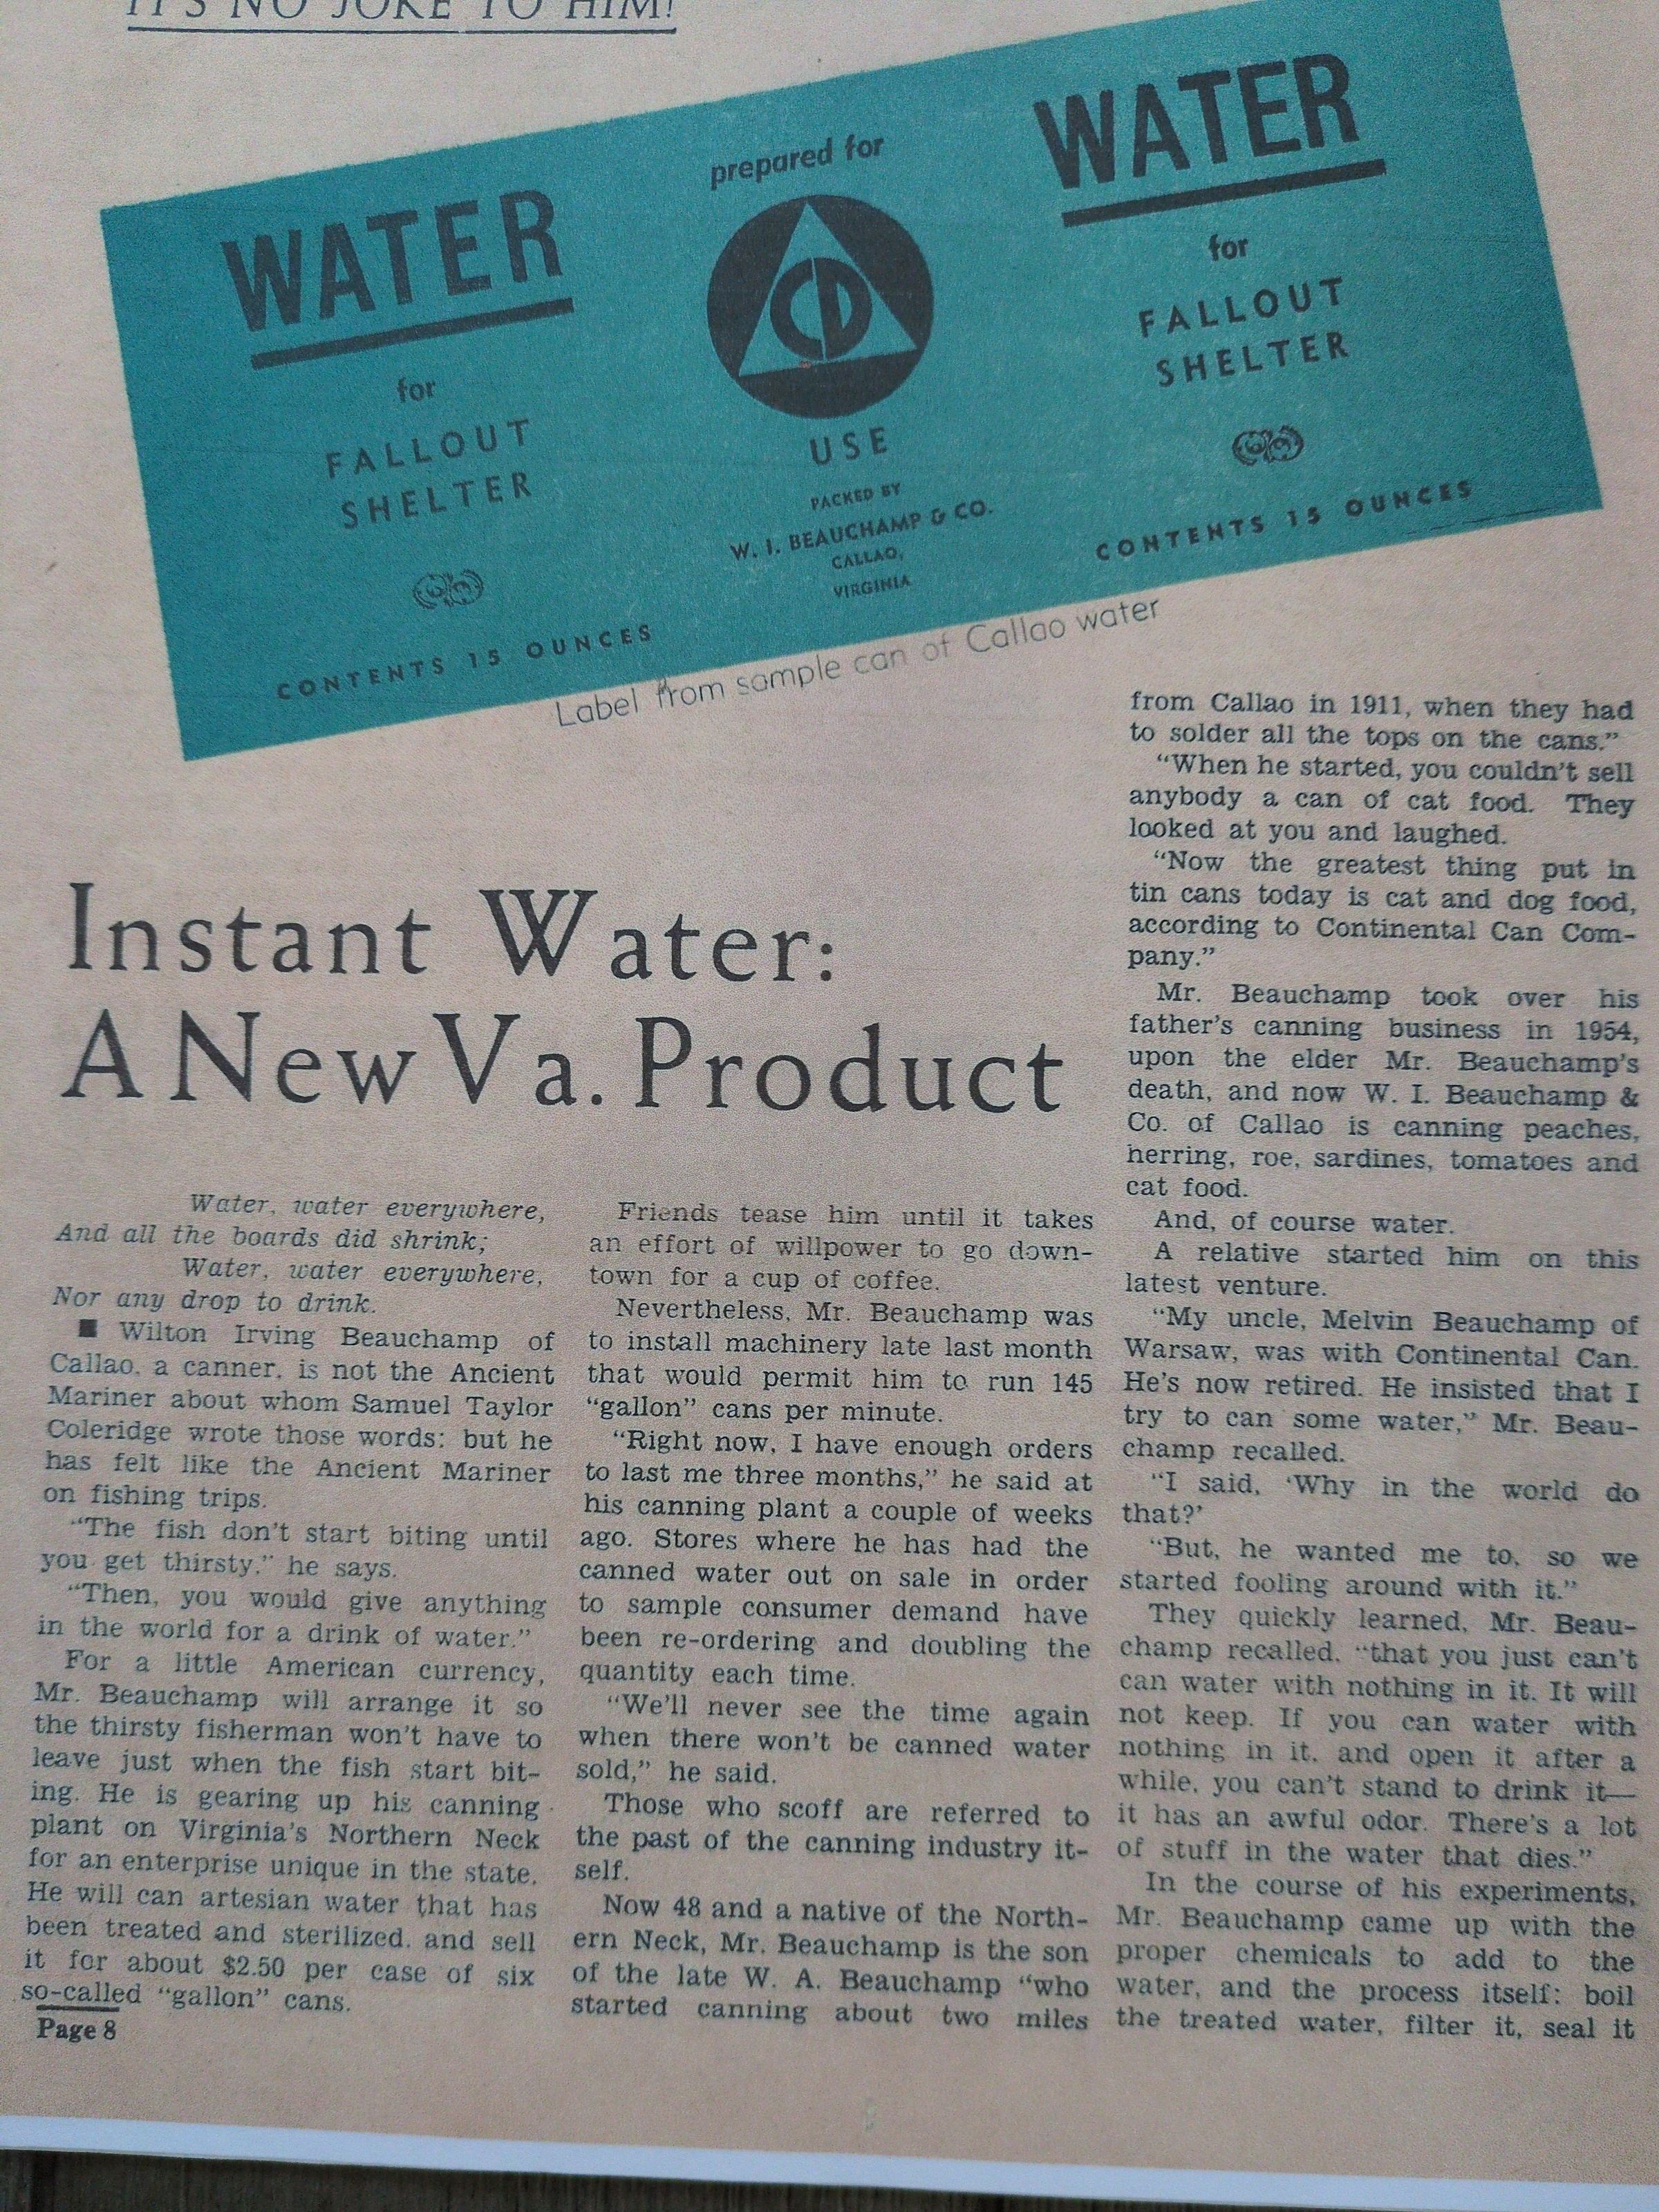 IT'S NO JOKE TO HIM!
WATER
for
FALLOUT
SHELTER
CONTENTS 15 OUNCES
prepared for
CD
USE
PACKED BY
W. I. BEAUCHAMP & CO.
CALLAO,
VIRGINIA
WATER
for
FALLOUT
SHELTER
CONTENTS 15 OUNCES
Label from sample can of Callao water
Instant Water:
A New Va. Product
Water, water everywhere,
And all the boards did shrink;
Water, water everywhere,
Nor any drop to drink.
■ Wilton Irving Beauchamp of
Callao, a canner, is not the Ancient
Mariner about whom Samuel Taylor
Coleridge wrote those words; but he
has felt like the Ancient Mariner
on fishing trips.
"The fish don't start biting until
you get thirsty," he says.
"Then, you would give anything
in the world for a drink of water."
For a little American currency,
Mr. Beauchamp will arrange it so
the thirsty fisherman won't have to
leave just when the fish start bit-
ing. He is gearing up his canning
plant on Virginia's Northern Neck
for an enterprise unique in the state.
He will can artesian water that has
been treated and sterilized, and sell
it for about $2.50 per case of six
so-called "gallon" cans.
Page 8
Friends tease him until it takes
an effort of willpower to go down-
town for a cup of coffee.
Nevertheless, Mr. Beauchamp was
to install machinery late last month
that would permit him to run 145
"gallon" cans per minute.
"Right now, I have enough orders
to last me three months," he said at
his canning plant a couple of weeks
ago. Stores where he has had the
canned water out on sale in order
to sample consumer demand have
been re-ordering and doubling the
quantity each time.
"We'll never see the time again
when there won't be canned water
sold," he said.
Those who scoff are referred to
the past of the canning industry it-
self.
Now 48 and a native of the North-
ern Neck, Mr. Beauchamp is the son
of the late W. A. Beauchamp "who
started canning about two miles
from Callao in 1911, when they had
to solder all the tops on the cans."
"When he started, you couldn't sell
anybody a can of cat food. They
looked at you and laughed.
"Now the greatest thing put in
tin cans today is cat and dog food,
according to Continental Can Com-
pany."
Mr. Beauchamp took over his
father's canning business in 1954,
upon the elder Mr. Beauchamp's
death, and now W. I. Beauchamp &
Co. of Callao is canning peaches,
herring, roe, sardines, tomatoes and
cat food.
And, of course water.
A relative started him on this
latest venture.
"My uncle, Melvin Beauchamp of
Warsaw, was with Continental Can.
He's now retired. He insisted that I
try to can some water," Mr. Beau-
champ recalled.
"I said, 'Why in the world do
that?'
"But, he wanted me to, so we
started fooling around with it."
They quickly learned, Mr. Beau-
champ recalled, "that you just can't
can water with nothing in it. It will
not keep. If you can water with
nothing in it, and open it after a
while, you can't stand to drink it—
it has an awful odor. There's a lot
of stuff in the water that dies."
In the course of his experiments,
Mr. Beauchamp came up with the
proper chemicals to add to the
water, and the process itself: boil
the treated water, filter it, seal it